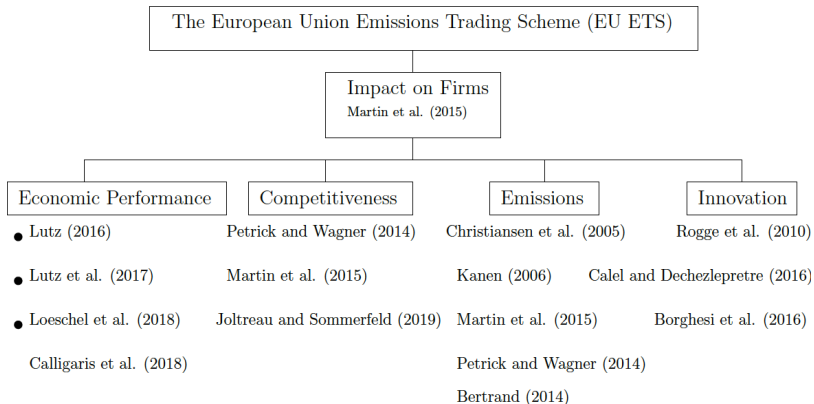 The European Union Emissions Trading Scheme (EU ETS)
Impact on Firms
Martin et al. (2015)
Economic Performance
Lutz (2016)
Lutz et al. (2017)
Loeschel et al. (2018)
Calligaris et al. (2018)
Competitiveness
Petrick and Wagner (2014)
Martin et al. (2015)
Joltreau and Sommerfeld (2019)
Emissions
Christiansen et al. (2005)
Kanen (2006)
Martin et al. (2015)
Petrick and Wagner (2014)
Bertrand (2014)
Innovation
Rogge et al. (2010)
Calel and Dechezlepretre (2016)
Borghesi et al. (2016)